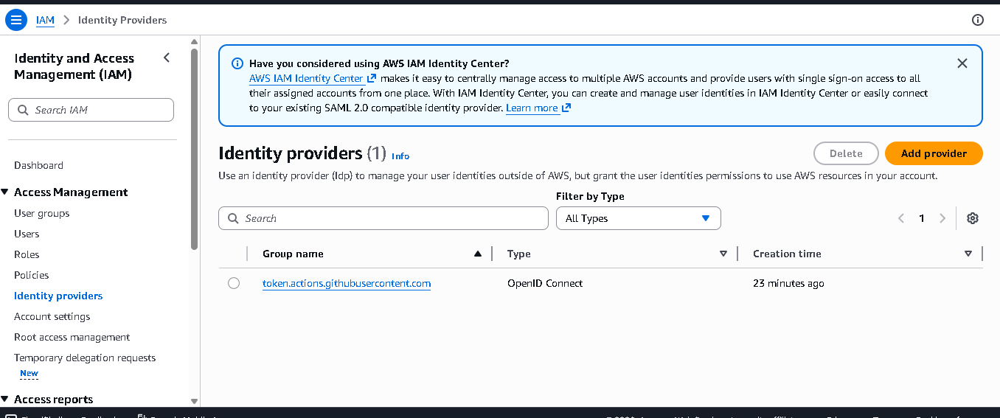 IAM > Identity Providers
Identity and Access
Management (IAM)
Search IAM
Dashboard
Access Management
User groups
Users
Roles
Policies
Identity providers
Account settings
Root access management
Temporary delegation requests
New
Access reports
Have you considered using AWS IAM Identity Center?
AWS IAM Identity Center makes it easy to centrally manage access to multiple AWS accounts and provide users with single sign-on access to all
their assigned accounts from one place. With IAM Identity Center, you can create and manage user identities in IAM Identity Center or easily connect
to your existing SAML 2.0 compatible identity provider. Learn more
Identity providers (1) Info
Delete
Add provider
Use an identity provider (Idp) to manage your user identities outside of AWS, but grant the user identities permissions to use AWS resources in your account.
Filter by Type
Search
All Types
1
Group name Type Creation time
token.actions.githubusercontent.com OpenID Connect 23 minutes ago